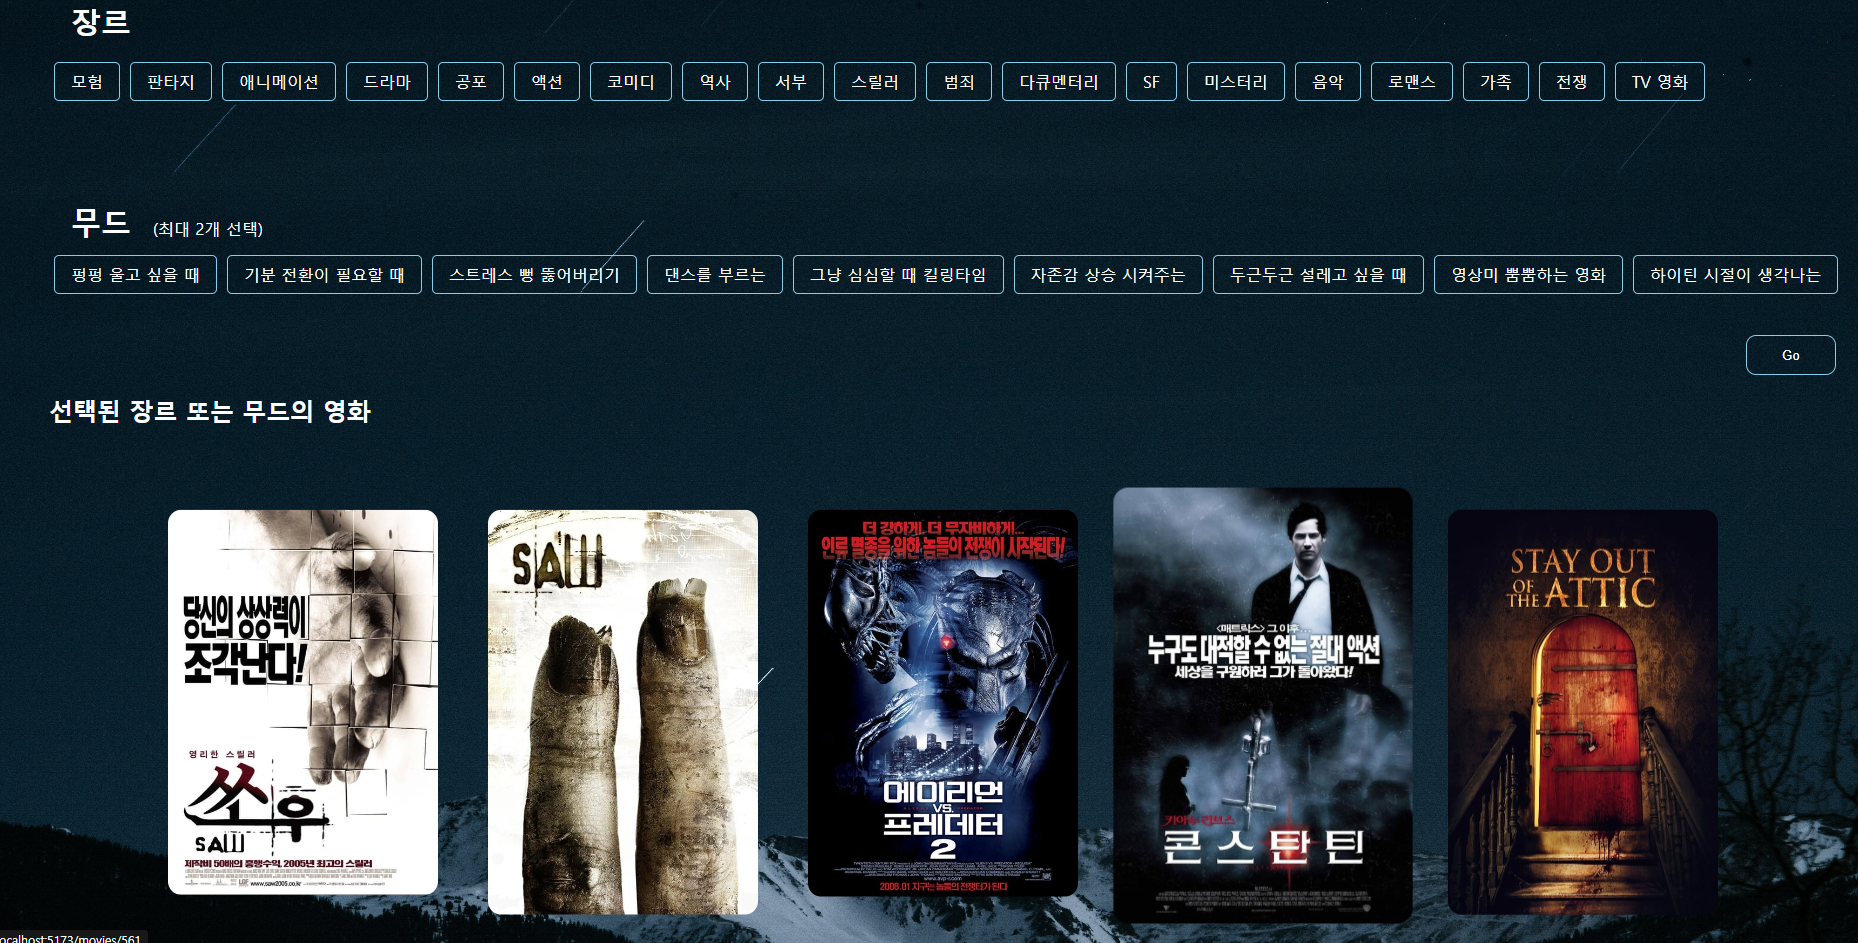 장르
모험 판타지 애니메이션 드라마 공포 액션 코미디 역사 서부 스릴러 범죄 다큐멘터리 SF 미스터리 음악 로맨스 가족 전쟁 TV 영화
무드 (최대 2개 선택)
펑펑 울고 싶을 때 기분 전환이 필요할 때 스트레스 뻥 뚫어버리기 댄스를 부르는 그냥 심심할 때 킬링타임 자존감 상승 시켜주는 두근두근 설레고 싶을 때 영상미 뿜뿜하는 영화 하이틴 시절이 생각나는
Go
선택된 장르 또는 무드의 영화
당신의 상상력이
조각난다!
영리한 스릴러
쏘우
SAW
제작비 50배의 흥행수익, 2005년 최고의 스릴러
www.saw2005.co.kr
SAW
더 강하게, 더 무자비하게...
인류 멸종을 위한 놈들의 전쟁이 시작된다!
에이리언
VS.
프레데터
2
2008.01 지구는 놈들의 전쟁터가 된다
<매트릭스> 그 이후...
누구도 대적할 수 없는 절대 액션
세상을 구원하러 그가 돌아왔다!
키아누 리브스
콘스탄틴
STAY OUT
OF THE ATTIC
ocalhost:5173/movies/561